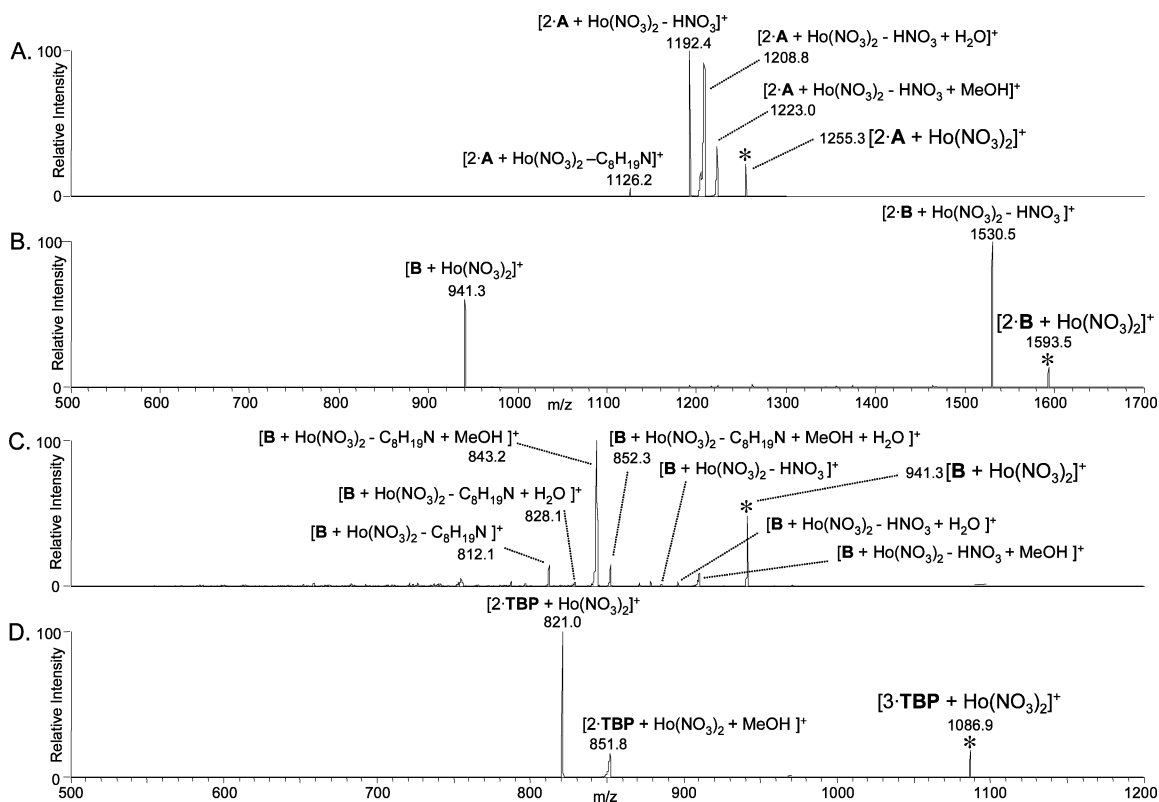 A.
100
Relative Intensity
0
[2·A + Ho(NO3)2 - HNO3]+
1192.4
[2·A + Ho(NO3)2 - HNO3 + H2O]+
1208.8
[2·A + Ho(NO3)2 - HNO3 + MeOH]+
1223.0
1255.3 [2·A + Ho(NO3)2]+
*
[2·A + Ho(NO3)2 –C8H19N]+
1126.2
B.
100
Relative Intensity
0
[B + Ho(NO3)2]+
941.3
[2·B + Ho(NO3)2 - HNO3 ]+
1530.5
[2·B + Ho(NO3)2]+
1593.5
*
500 600 700 800 900 1000 m/z 1100 1200 1300 1400 1500 1600 1700
C.
100
Relative Intensity
0
[B + Ho(NO3)2 - C8H19N + MeOH ]+
843.2
[B + Ho(NO3)2 - C8H19N + MeOH + H2O ]+
852.3
[B + Ho(NO3)2 - HNO3]+
941.3 [B + Ho(NO3)2]+
*
[B + Ho(NO3)2 - C8H19N + H2O ]+
828.1
[B + Ho(NO3)2 - HNO3 + H2O ]+
[B + Ho(NO3)2 - C8H19N ]+
812.1
[B + Ho(NO3)2 - HNO3 + MeOH ]+
D.
100
Relative Intensity
0
[2·TBP + Ho(NO3)2]+
821.0
[2·TBP + Ho(NO3)2 + MeOH ]+
851.8
[3·TBP + Ho(NO3)2]+
1086.9
*
500 600 700 800 m/z 900 1000 1100 1200